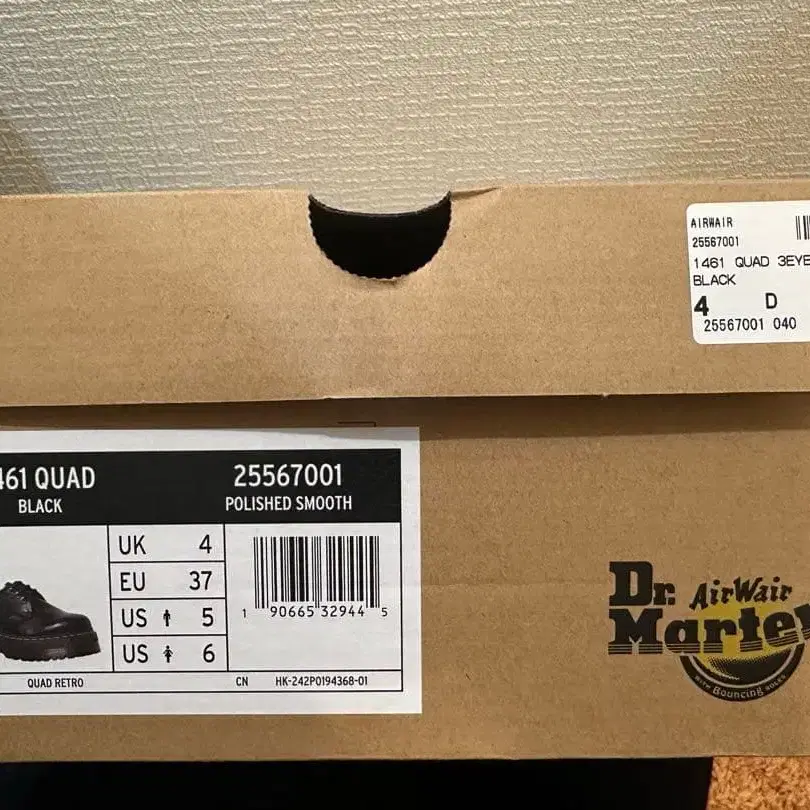 AIRWAIR
25567001
1461 QUAD 3EYE
BLACK
4 D
25567001 040
461 QUAD
BLACK
25567001
POLISHED SMOOTH
UK 4
EU 37
US 5
US 6
1 90665 32944 5
QUAD RETRO
CN HK-242P0194368-01
Dr. AirWair
Marten
WITH Bouncing SOLES